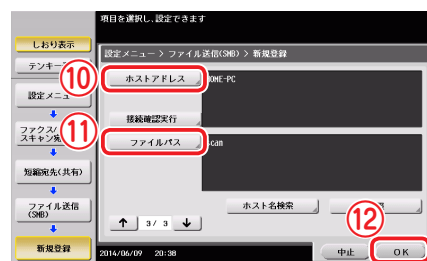 項目を選択し、設定できます
しおり表示
設定メニュー > ファイル送信(SMB) > 新規登録
テンキー
⑩
ホストアドレス
HOME-PC
設定メニュー
接続確認実行
⑪
ファクス/
スキャン宛
ファイルパス
scan
短縮宛先(共有)
ファイル送信
(SMB)
ホスト名検索
⑫
↑ 3/ 3 ↓
新規登録
2014/06/09 20:38
中止
OK